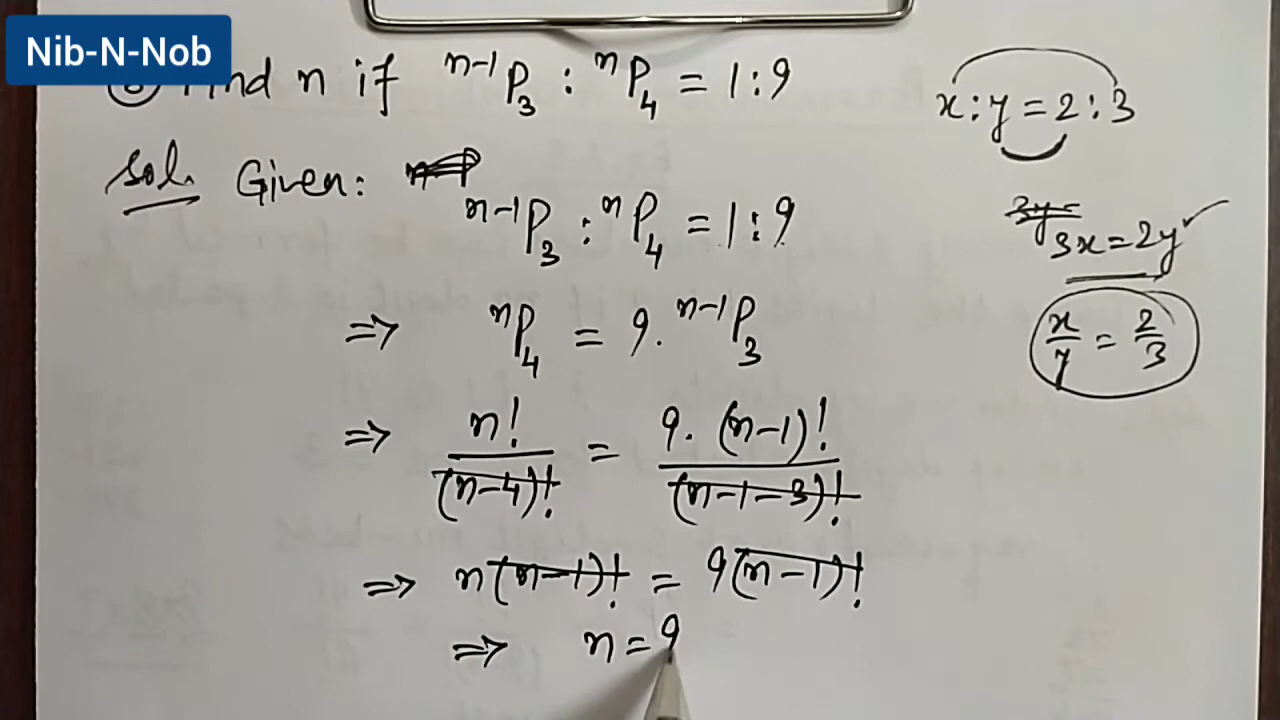 Nib-N-Nob
Find n if ⁿ⁻¹P₃ : ⁿP₄ = 1 : 9
Sol. Given:
ⁿ⁻¹P₃ : ⁿP₄ = 1 : 9
⇒ ⁿP₄ = 9. ⁿ⁻¹P₃
⇒ n!/(n-4)! = 9. (n-1)!/(n-1-3)!
⇒ n(n-1)! = 9(n-1)!
⇒ n = 9
x : y = 2 : 3
3x = 2y ✓
x/y = 2/3